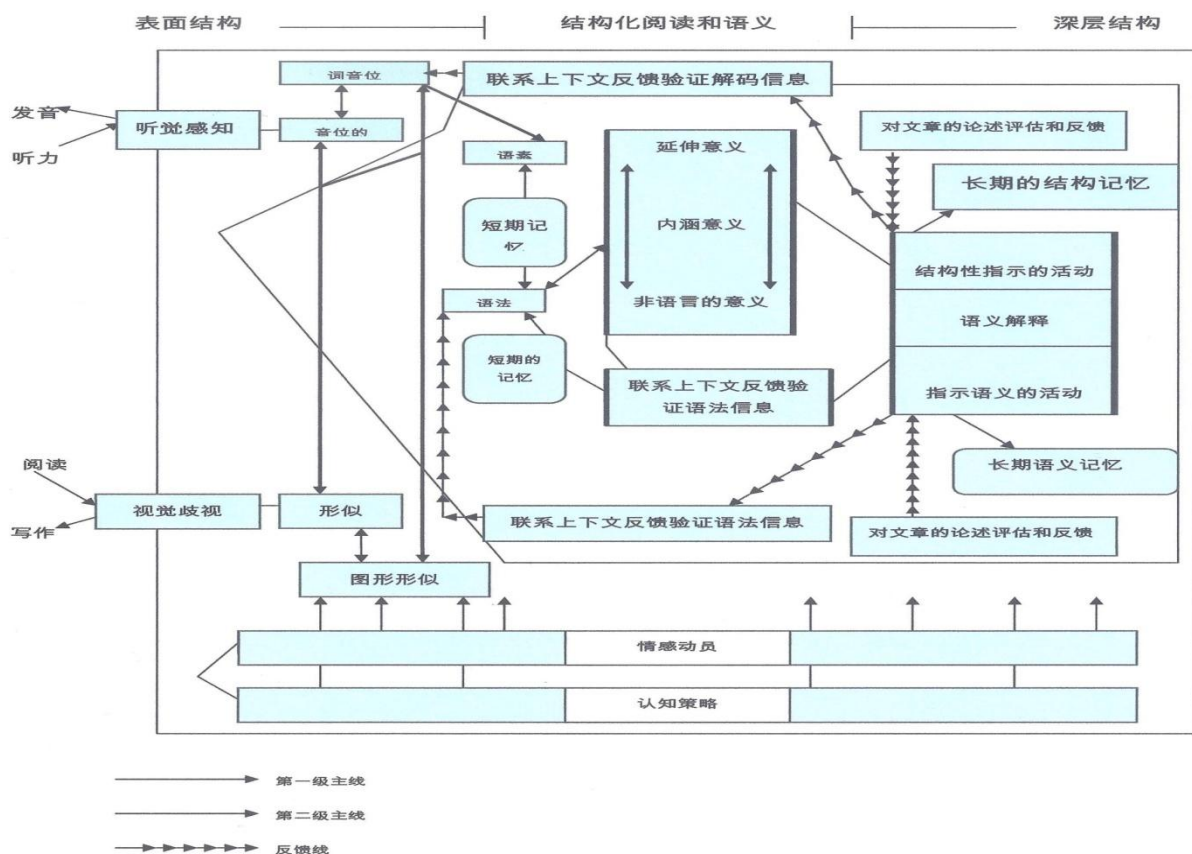 表面结构
结构化阅读和语义
深层结构
词音位
联系上下文反馈验证解码信息
发音
听力
听觉感知
音位的
对文章的论述评估和反馈
语素
延伸意义
长期的结构记忆
短期记
忆
内涵意义
结构性指示的活动
语法
非语言的意义
语义解释
短期的
记忆
联系上下文反馈验
证语法信息
指示语义的活动
阅读
写作
视觉歧视
形似
长期语义记忆
联系上下文反馈验证语法信息
对文章的论述评估和反馈
图形形似
情感动员
认知策略
第一级主线
第二级主线
反馈线